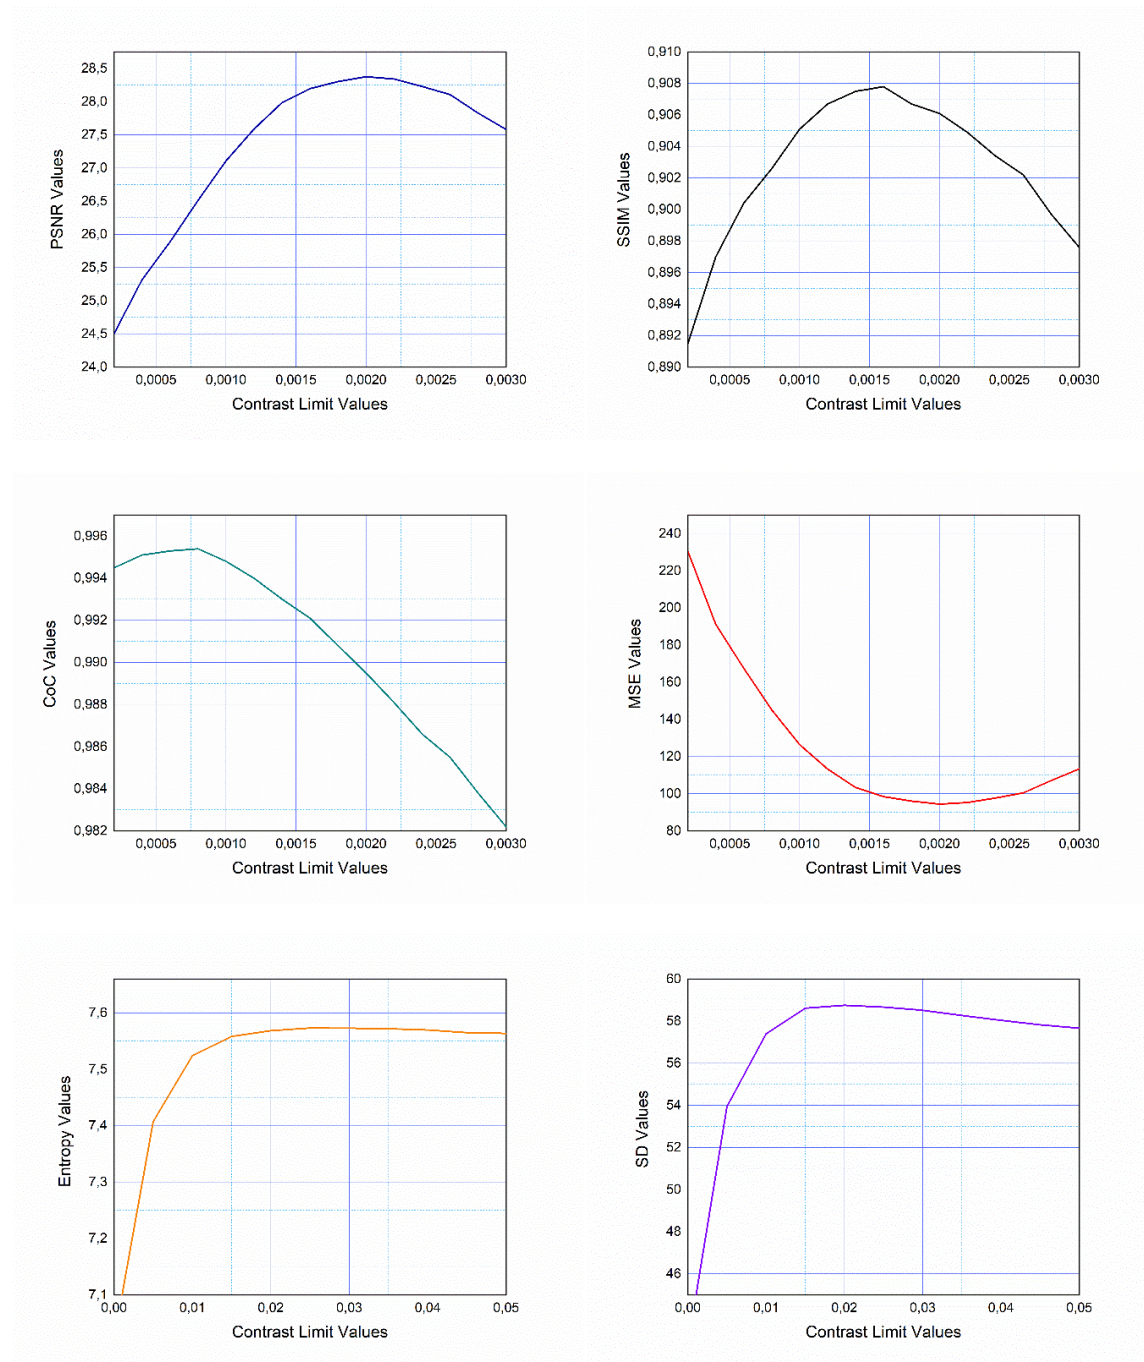 PSNR Values
28,5
28,0
27,5
27,0
26,5
26,0
25,5
25,0
24,5
24,0
0,0005 0,0010 0,0015 0,0020 0,0025 0,0030
Contrast Limit Values
SSIM Values
0,910
0,908
0,906
0,904
0,902
0,900
0,898
0,896
0,894
0,892
0,890
0,0005 0,0010 0,0015 0,0020 0,0025 0,0030
Contrast Limit Values
CoC Values
0,996
0,994
0,992
0,990
0,988
0,986
0,984
0,982
0,0005 0,0010 0,0015 0,0020 0,0025 0,0030
Contrast Limit Values
MSE Values
240
220
200
180
160
140
120
100
80
0,0005 0,0010 0,0015 0,0020 0,0025 0,0030
Contrast Limit Values
Entropy Values
7,6
7,5
7,4
7,3
7,2
7,1
0,00 0,01 0,02 0,03 0,04 0,05
Contrast Limit Values
SD Values
60
58
56
54
52
50
48
46
0,00 0,01 0,02 0,03 0,04 0,05
Contrast Limit Values